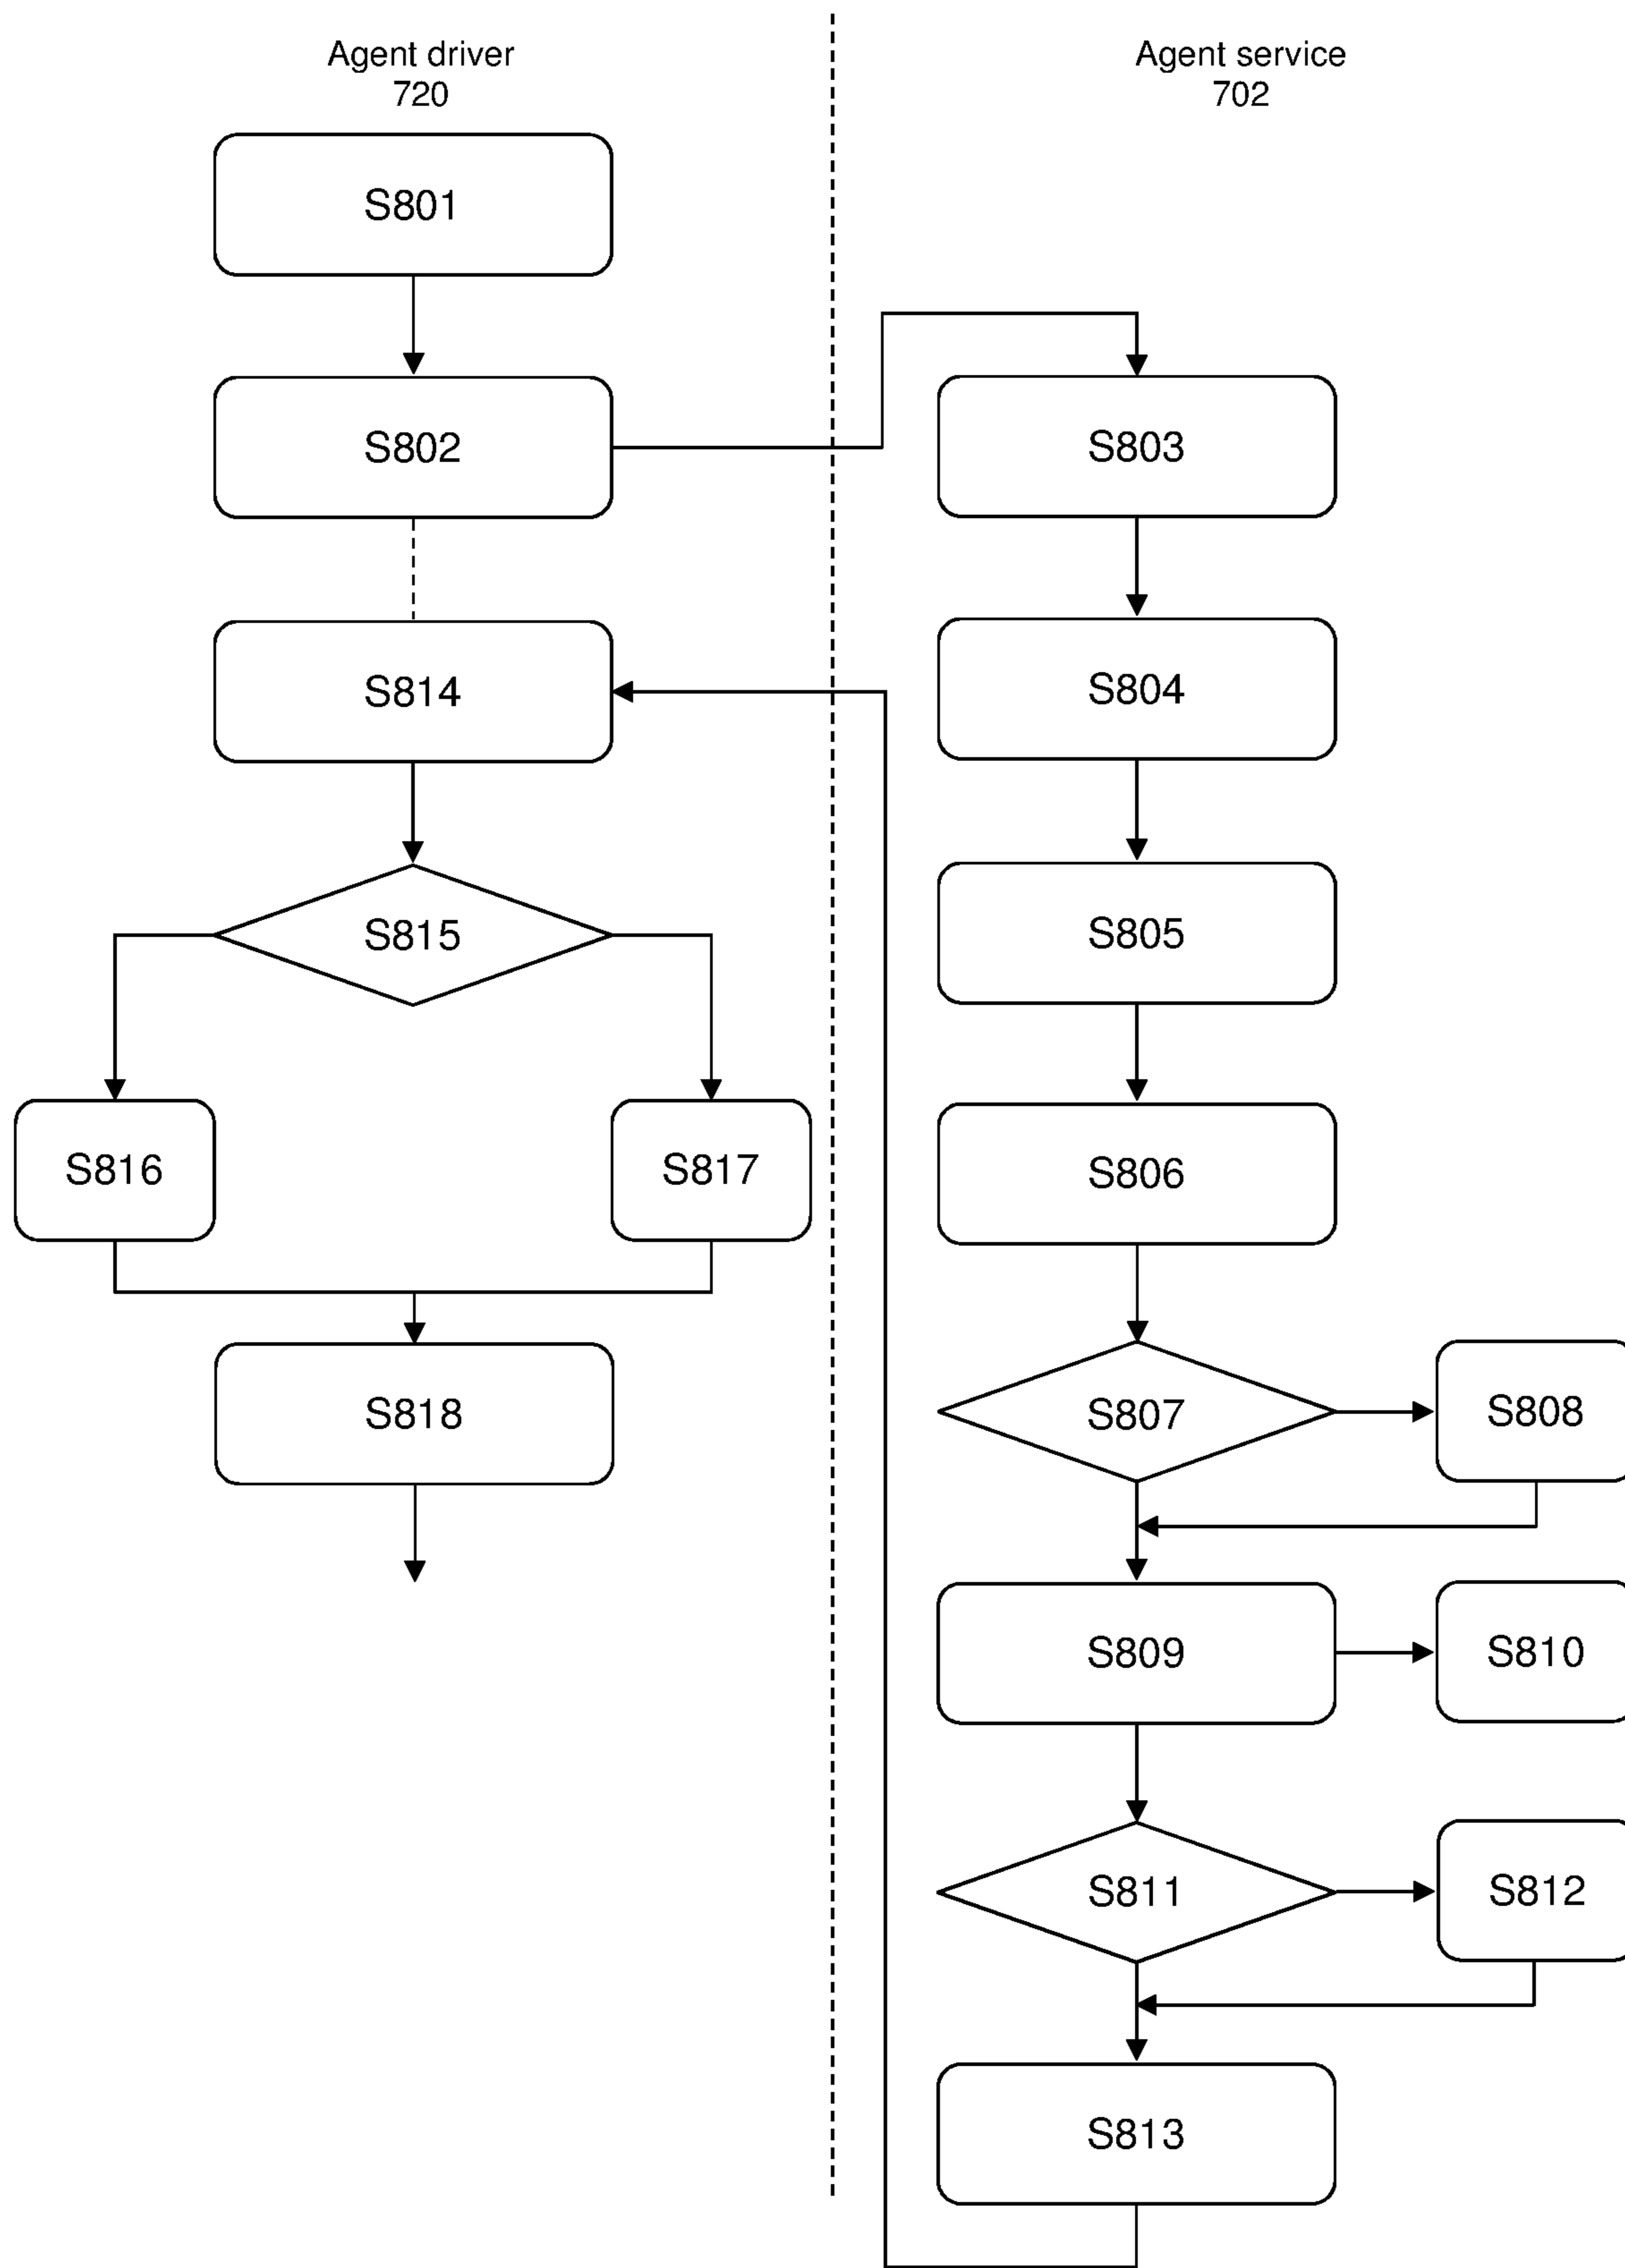 Agent driver
720
Agent service
702
S801
S802
S803
S814
S804
S815
S805
S816
S817
S806
S818
S807
S808
S809
S810
S811
S812
S813